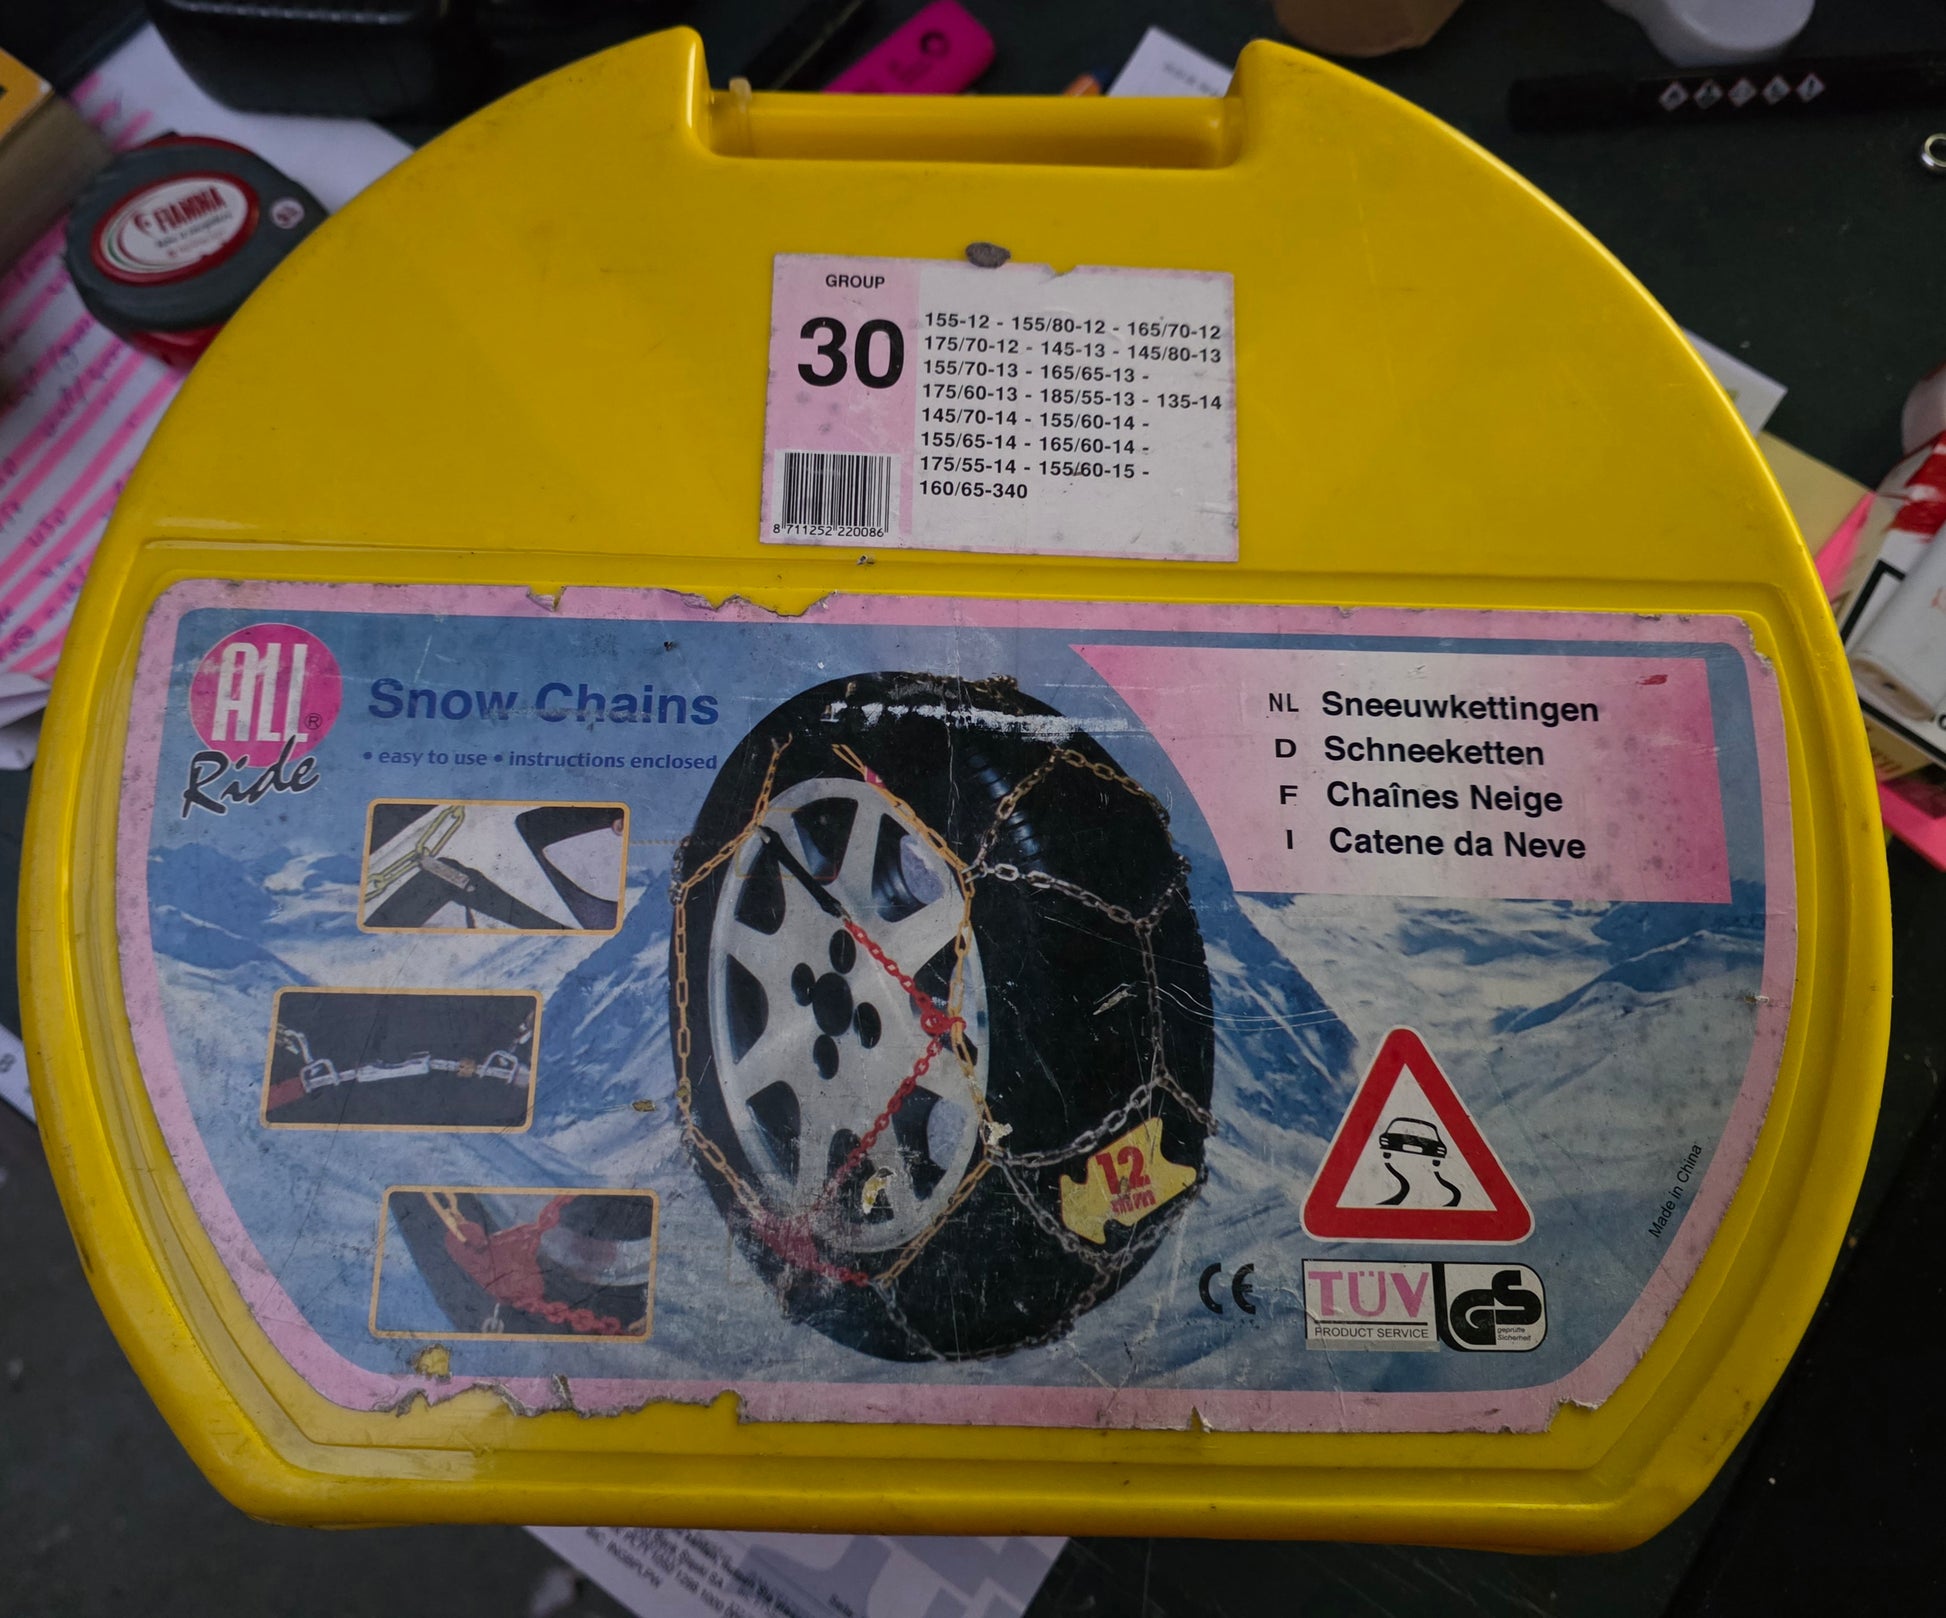 FIAMMIA
GROUP
30
155-12 - 155/80-12 - 165/70-12
175/70-12 - 145-13 - 145/80-13
155/70-13 - 165/65-13 -
175/60-13 - 185/55-13 - 135-14
145/70-14 - 155/60-14 -
155/65-14 - 165/60-14 -
175/55-14 - 155/60-15 -
160/65-340
8 711252 220086
ALL ®
Ride
Snow Chains
• easy to use • instructions enclosed
NL Sneeuwkettingen
D Schneeketten
F Chaînes Neige
I Catene da Neve
12
mm
Made in China
CE
TÜV
PRODUCT SERVICE
GS
geprüfte
Sicherheit